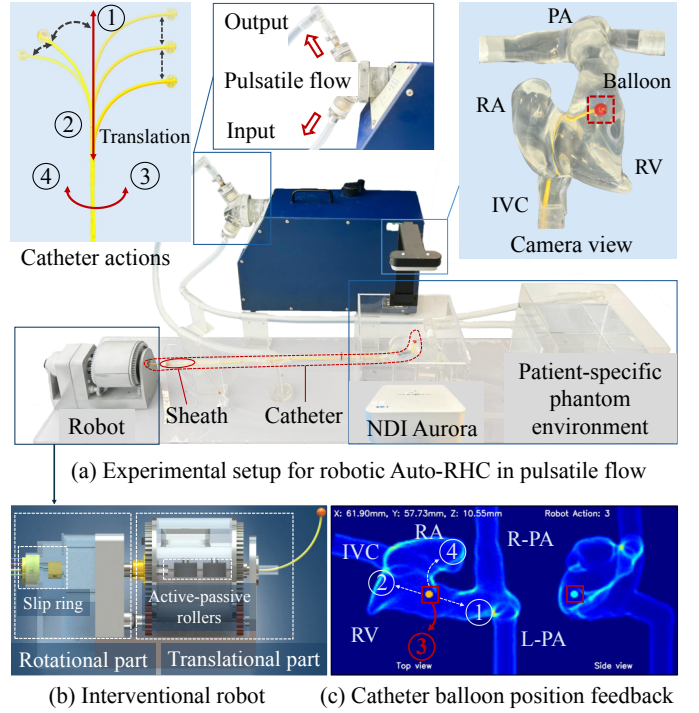 ①
②
Translation
④
③
Catheter actions
Output
Pulsatile flow
Input
PA
Balloon
RA
RV
IVC
Camera view
Robot
Sheath
Catheter
NDI Aurora
Patient-specific
phantom
environment
(a) Experimental setup for robotic Auto-RHC in pulsatile flow
Slip ring
Active-passive
rollers
Rotational part
Translational part
(b) Interventional robot
X: 61.90mm, Y: 57.73mm, Z: 10.55mm
Robot Action: 3
RA
R-PA
IVC
④
②
①
RV
③
L-PA
Top view
Side view
(c) Catheter balloon position feedback